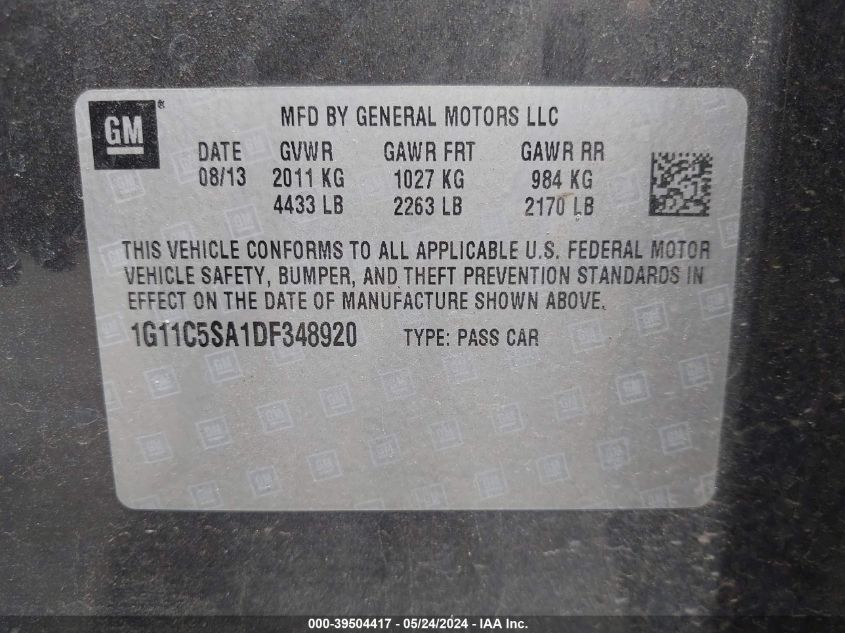 GM®
MFD BY GENERAL MOTORS LLC
DATE GVWR GAWR FRT GAWR RR
08/13 2011 KG 1027 KG 984 KG
4433 LB 2263 LB 2170 LB
THIS VEHICLE CONFORMS TO ALL APPLICABLE U.S. FEDERAL MOTOR
VEHICLE SAFETY, BUMPER, AND THEFT PREVENTION STANDARDS IN
EFFECT ON THE DATE OF MANUFACTURE SHOWN ABOVE.
1G11C5SA1DF348920 TYPE: PASS CAR
000-39504417 - 05/24/2024 - IAA Inc.